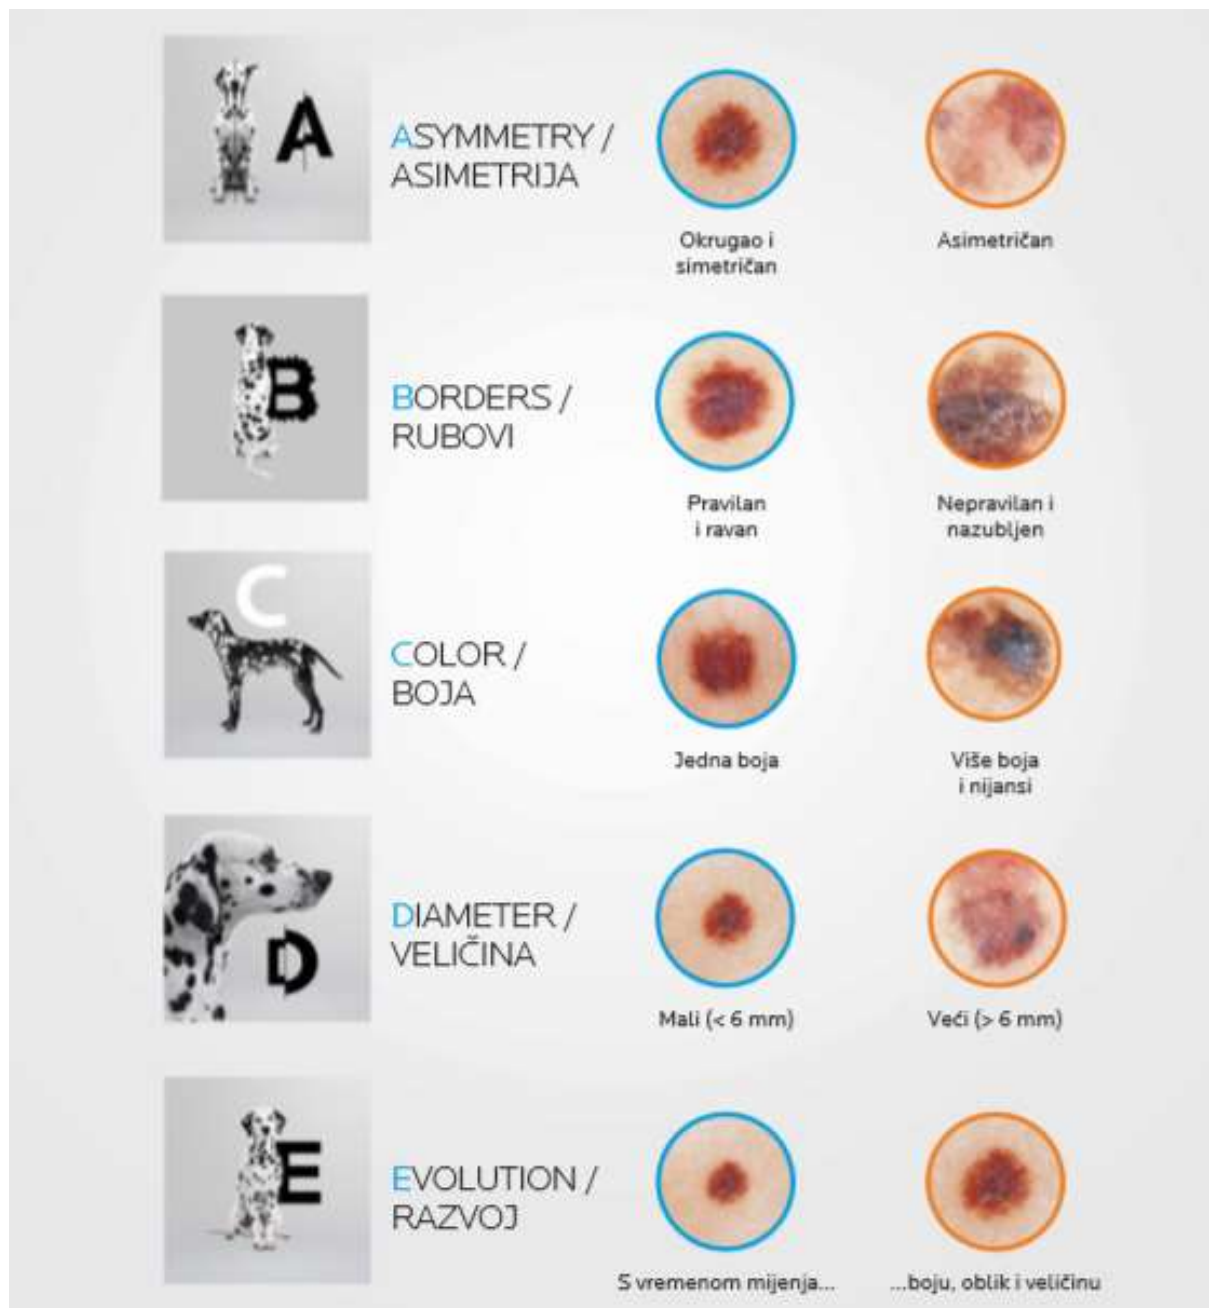 A
ASYMMETRY /
ASIMETRIJA
Okrugao i
simetričan
Asimetričan
B
BORDERS /
RUBOVI
Pravilan
i ravan
Nepravilan i
nazubljen
C
COLOR /
BOJA
Jedna boja
Više boja
i nijansi
D
DIAMETER /
VELIČINA
Mali (< 6 mm)
Veći (> 6 mm)
E
EVOLUTION /
RAZVOJ
S vremenom mijenja...
...boju, oblik i veličinu